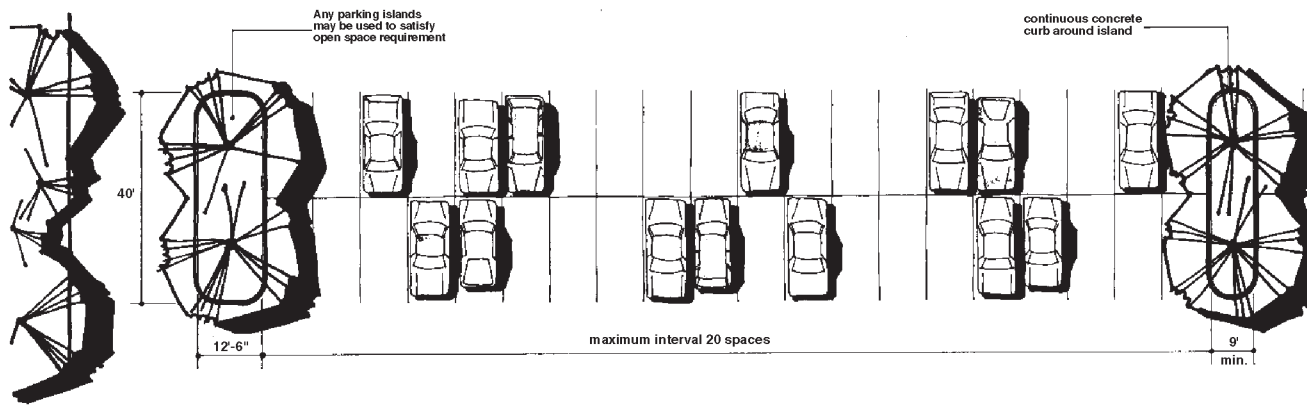 Any parking islands
may be used to satisfy
open space requirement
continuous concrete
curb around island
40'
maximum interval 20 spaces
12'-6"
9'
min.